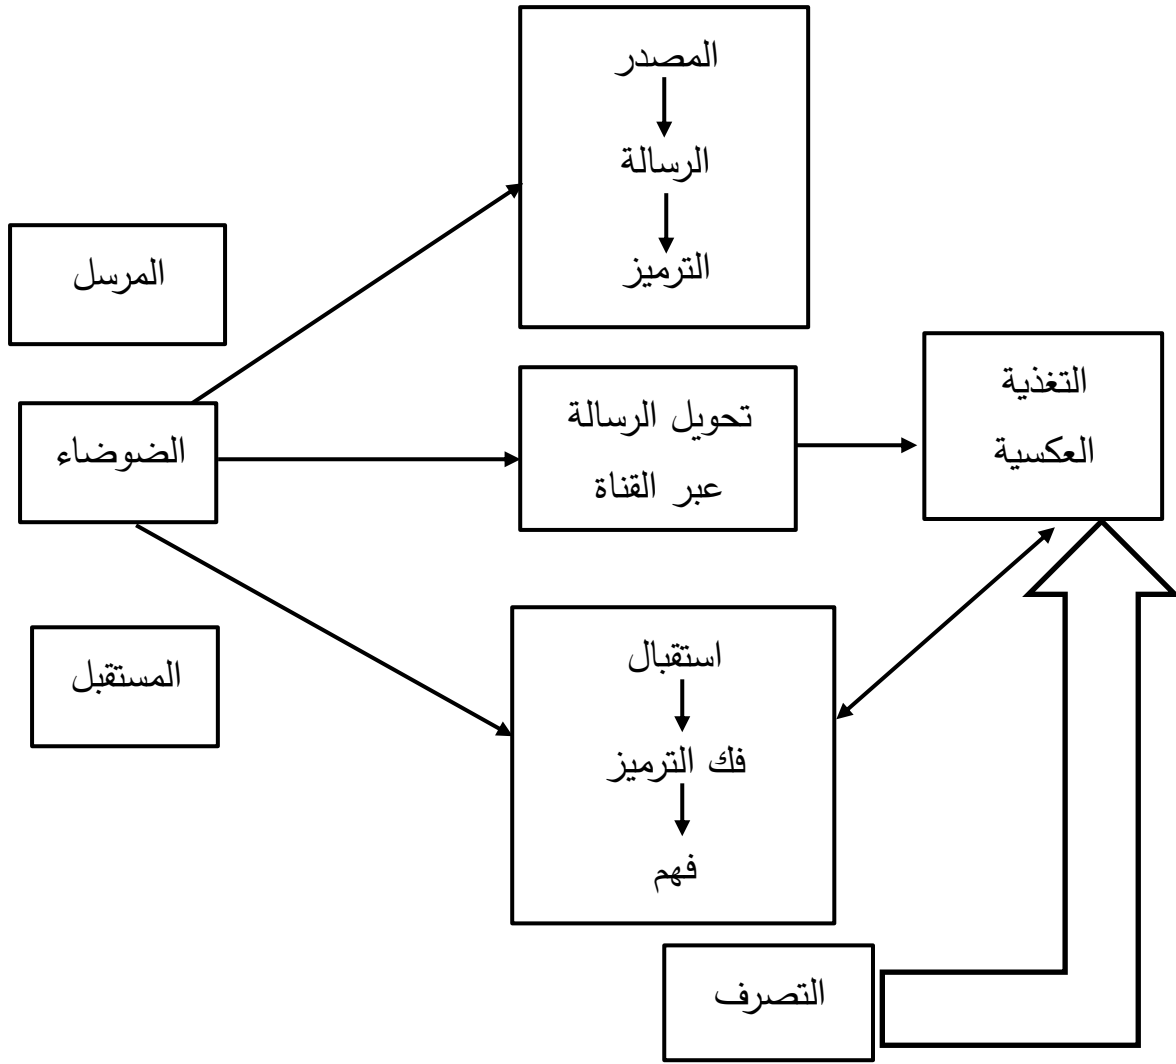 المصدر
الرسالة
الترميز
المرسل
التغذية
العكسية
تحويل الرسالة
عبر القناة
الضوضاء
استقبال
فك الترميز
فهم
المستقبل
التصرف